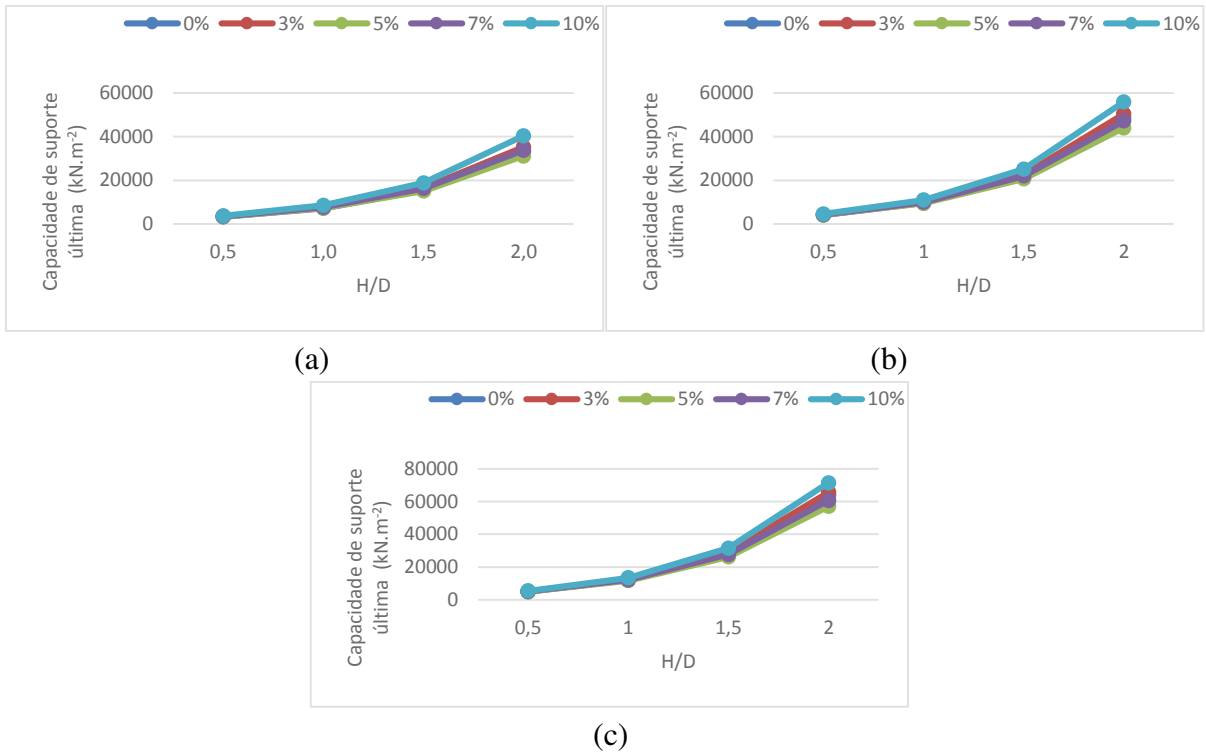 0% 3% 5% 7% 10%
Capacidade de suporte
última (kN.m-2)
60000
40000
20000
0
0,5 1,0 1,5 2,0
H/D
(a)
0% 3% 5% 7% 10%
Capacidade de suporte
última (kN.m-2)
60000
40000
20000
0
0,5 1 1,5 2
H/D
(b)
0% 3% 5% 7% 10%
Capacidade de suporte
última (kN.m-2)
80000
60000
40000
20000
0
0,5 1 1,5 2
H/D
(c)